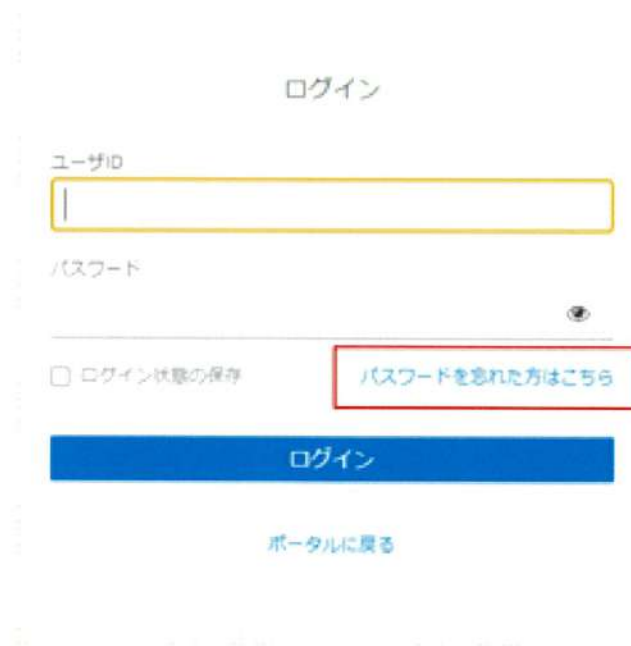 ログイン
ユーザID
パスワード
ログイン状態の保存
パスワードを忘れた方はこちら
ログイン
ポータルに戻る